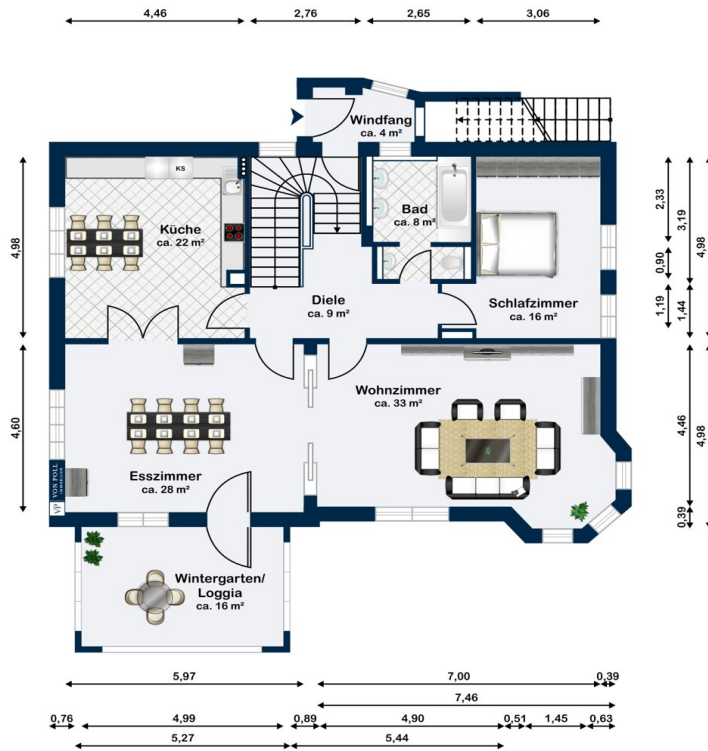 4,46 2,76 2,65 3,06
Windfang
ca. 4 m²
KS
Küche
ca. 22 m²
Bad
ca. 8 m²
Diele
ca. 9 m²
Schlafzimmer
ca. 16 m²
4,98
2,33
0,90
1,19
3,19
1,44
4,98
Wohnzimmer
ca. 33 m²
Esszimmer
ca. 28 m²
4,60
4,46
0,39
4,98
VON POLL
IMMOBILIEN
VP
Wintergarten/
Loggia
ca. 16 m²
5,97 7,00 0,39
7,46
0,76 4,99 0,89 4,90 0,51 1,45 0,63
5,27 5,44